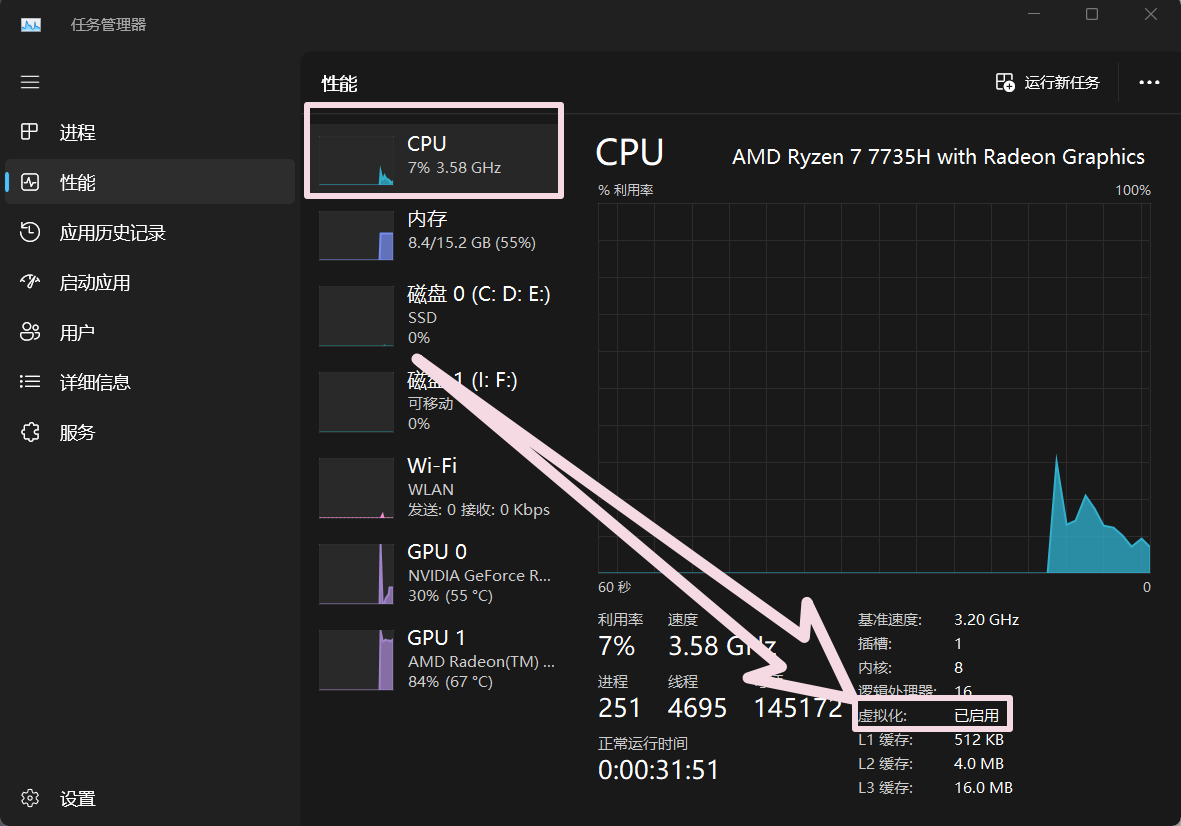 任务管理器
进程
性能
应用历史记录
启动应用
用户
详细信息
服务
设置
性能
运行新任务
CPU
7% 3.58 GHz
内存
8.4/15.2 GB (55%)
磁盘 0 (C: D: E:)
SSD
0%
磁盘 1 (I: F:)
可移动
0%
Wi-Fi
WLAN
发送: 0 接收: 0 Kbps
GPU 0
NVIDIA GeForce R...
30% (55 °C)
GPU 1
AMD Radeon(TM) ...
84% (67 °C)
CPU
AMD Ryzen 7 7735H with Radeon Graphics
% 利用率
100%
60 秒
0
利用率
速度
7%
3.58 GHz
进程
线程
251
4695
145172
正常运行时间
0:00:31:51
基准速度: 3.20 GHz
插槽: 1
内核: 8
逻辑处理器: 16
虚拟化: 已启用
L1 缓存: 512 KB
L2 缓存: 4.0 MB
L3 缓存: 16.0 MB